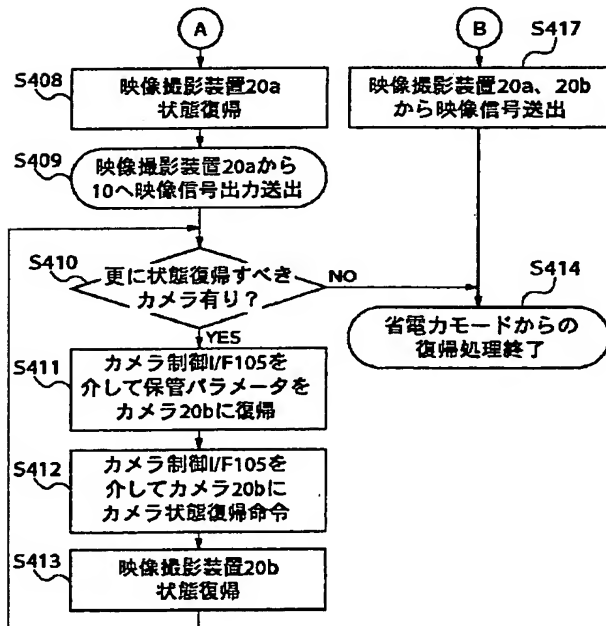 A
S408
映像撮影装置20a
状態復帰
S409
映像撮影装置20aから
10へ映像信号出力送出
S410
更に状態復帰すべき
カメラ有り？
NO
YES
S411
カメラ制御I/F105を
介して保管パラメータを
カメラ20bに復帰
S412
カメラ制御I/F105を
介してカメラ20bに
カメラ状態復帰命令
S413
映像撮影装置20b
状態復帰
B
S417
映像撮影装置20a、20b
から映像信号送出
S414
省電力モードからの
復帰処理終了